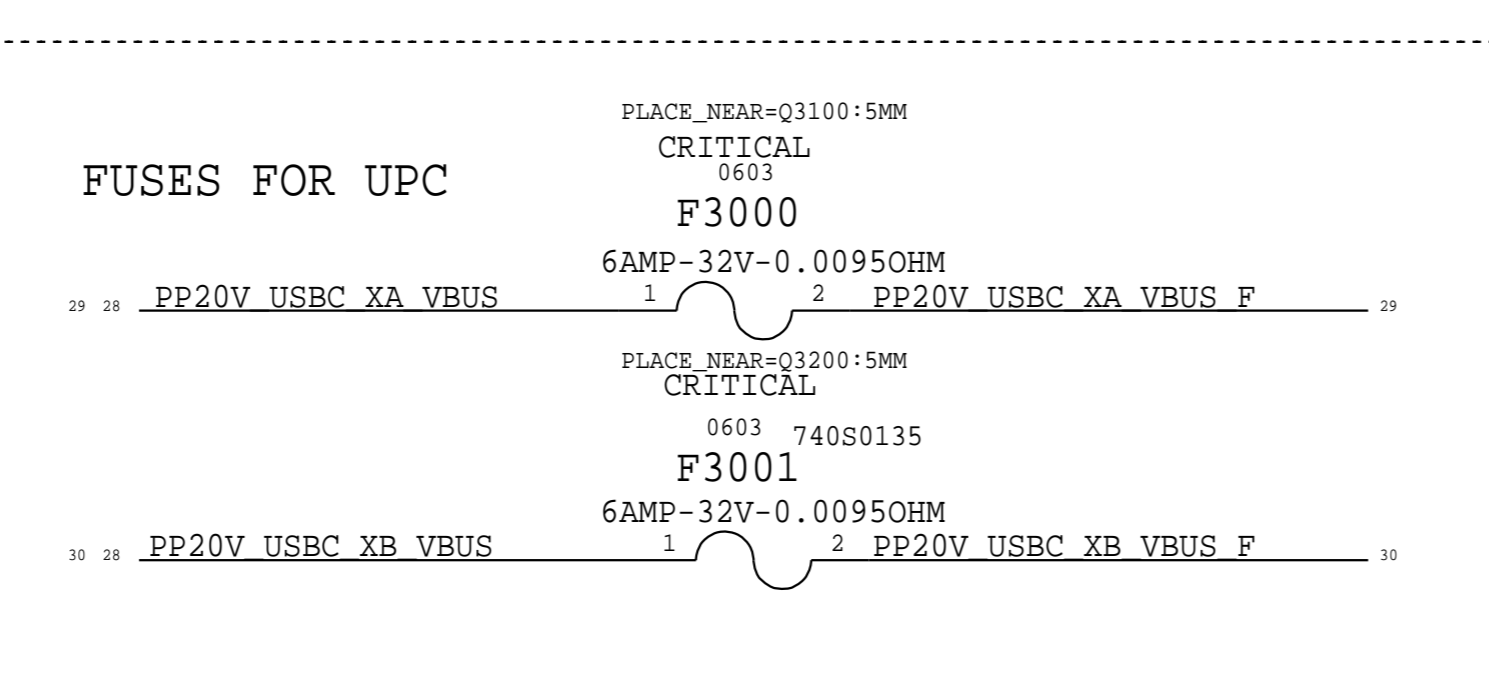 PLACE_NEAR=Q3100:5MM
CRITICAL
0603
FUSES FOR UPC
F3000
6AMP-32V-0.0095OHM
29 28 PP20V_USBC_XA_VBUS 1 2 PP20V_USBC_XA_VBUS_F 29
PLACE_NEAR=Q3200:5MM
CRITICAL
0603 740S0135
F3001
6AMP-32V-0.0095OHM
30 28 PP20V_USBC_XB_VBUS 1 2 PP20V_USBC_XB_VBUS_F 30